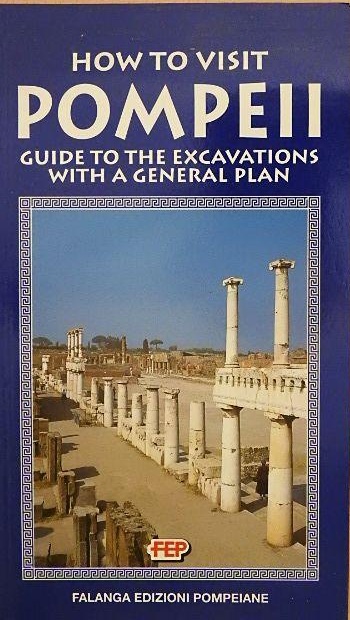 HOW TO VISIT
POMPEII
GUIDE TO THE EXCAVATIONS
WITH A GENERAL PLAN
FEP
FALANGA EDIZIONI POMPEIANE